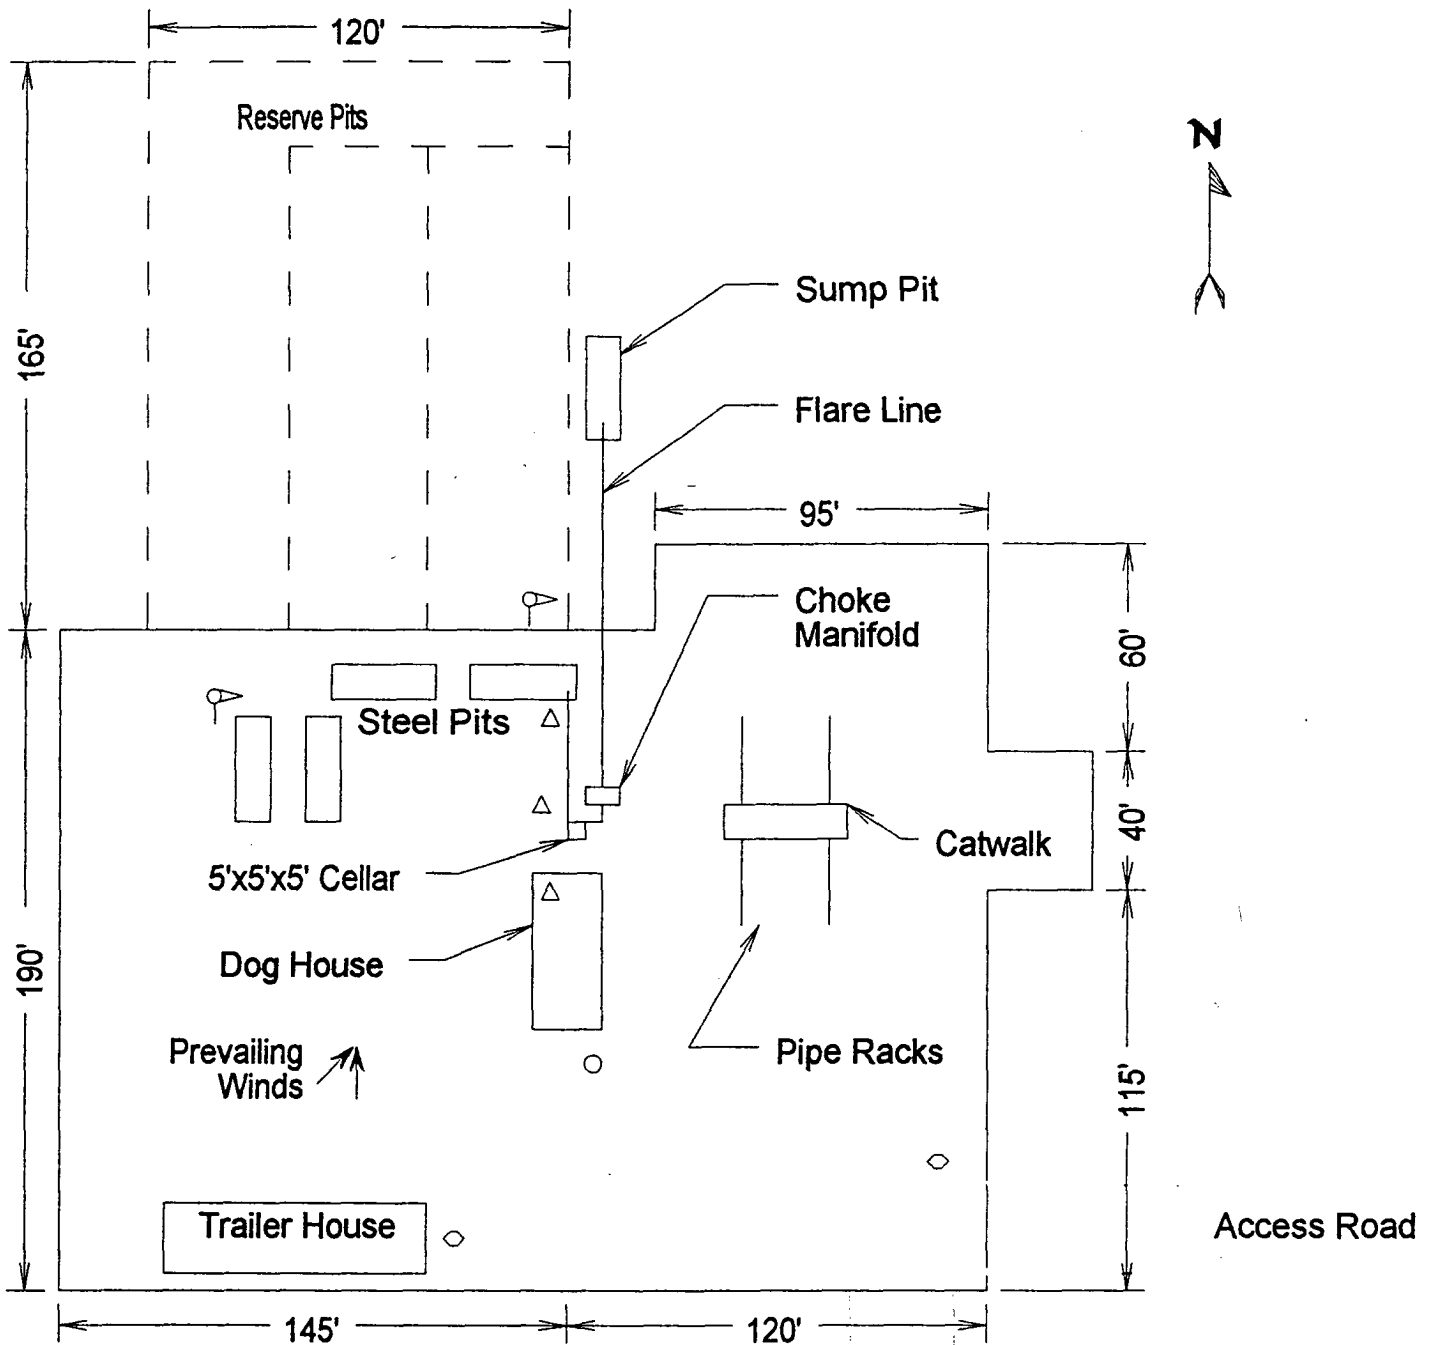 120'
Reserve Pits
N
165'
Sump Pit
Flare Line
95'
Choke
Manifold
60'
Steel Pits
40'
Catwalk
5'x5'x5' Cellar
190'
Dog House
Prevailing
Winds
Pipe Racks
115'
Trailer House
Access Road
145'
120'